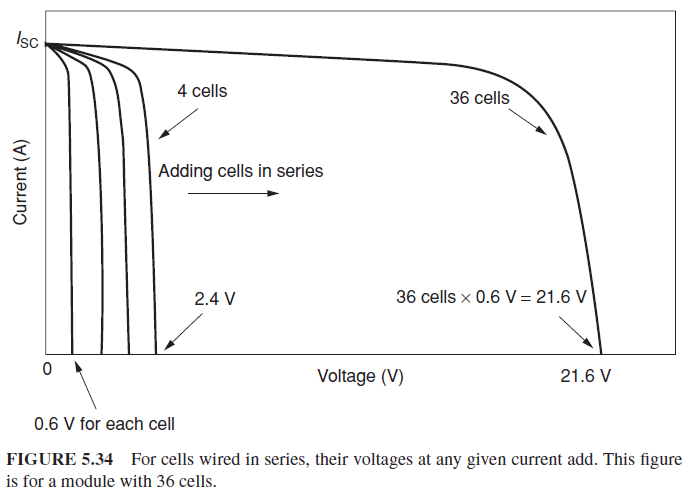 ISC
4 cells
36 cells
Adding cells in series
Current (A)
2.4 V
36 cells × 0.6 V = 21.6 V
0
Voltage (V)
21.6 V
0.6 V for each cell
FIGURE 5.34 For cells wired in series, their voltages at any given current add. This figure
is for a module with 36 cells.